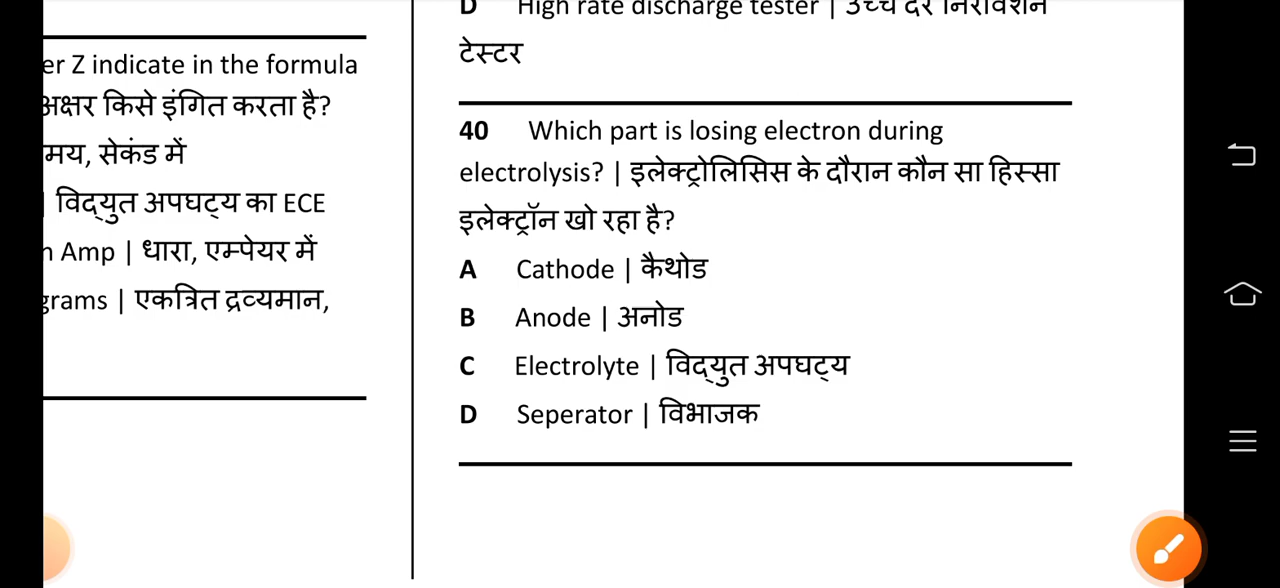 er Z indicate in the formula
अक्षर किसे इंगित करता है?
मय, सेकंड में
| विद्युत अपघट्य का ECE
n Amp | धारा, एम्पेयर में
grams | एकत्रित द्रव्यमान,
D High rate discharge tester | उच्च दर निरावेशन
टेस्टर
40 Which part is losing electron during
electrolysis? | इलेक्ट्रोलिसिस के दौरान कौन सा हिस्सा
इलेक्ट्रॉन खो रहा है?
A Cathode | कैथोड
B Anode | अनोड
C Electrolyte | विद्युत अपघट्य
D Seperator | विभाजक